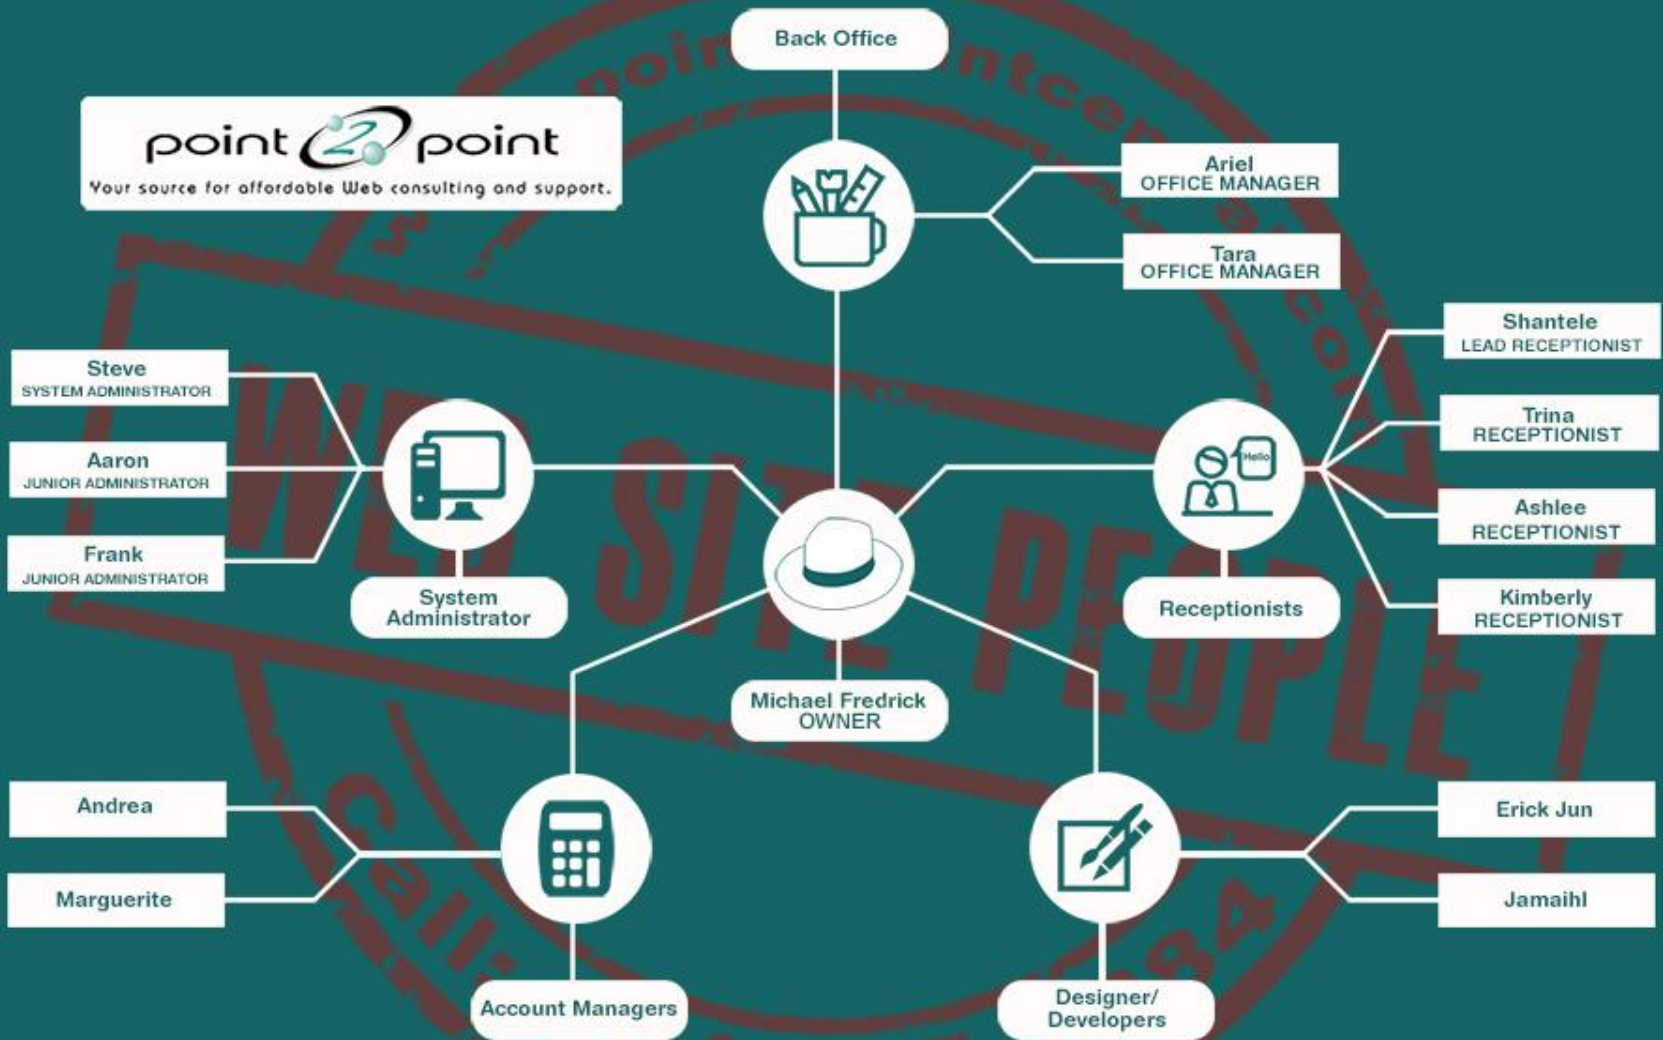 Back Office
point 2 point
Your source for affordable Web consulting and support.
Ariel
OFFICE MANAGER
Tara
OFFICE MANAGER
Shantele
LEAD RECEPTIONIST
Trina
RECEPTIONIST
Ashlee
RECEPTIONIST
Kimberly
RECEPTIONIST
Hello
Receptionists
Steve
SYSTEM ADMINISTRATOR
Aaron
JUNIOR ADMINISTRATOR
Frank
JUNIOR ADMINISTRATOR
System
Administrator
WEB SITE PEOPLE
Michael Fredrick
OWNER
Andrea
Marguerite
Account Managers
Erick Jun
Jamaihl
Designer/
Developers
Call: